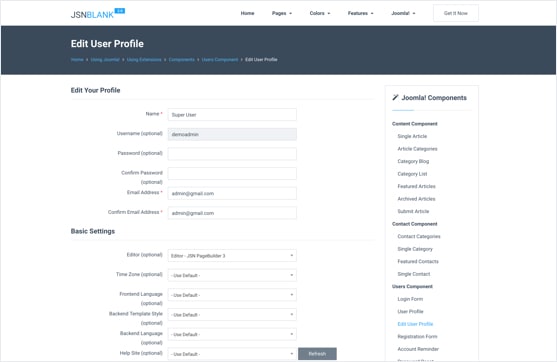 JSNBLANK
Home
Pages
Colors
Features
Joomla!
Get It Now
Edit User Profile
Home
Using Joomla!
Using Extensions
Components
Users Component
Edit User Profile
Edit Your Profile
Name *
Super User
Username (optional)
demoadmin
Password (optional)
Confirm Password
(optional)
Email Address *
admin@gmail.com
Confirm Email Address *
admin@gmail.com
Basic Settings
Editor (optional)
Editor - JSN PageBuilder 3
Time Zone (optional)
- Use Default -
Frontend Language
(optional)
- Use Default -
Backend Template Style
(optional)
- Use Default -
Backend Language
(optional)
- Use Default -
Help Site (optional)
- Use Default -
Refresh
Joomla! Components
Content Component
Single Article
Article Categories
Category Blog
Category List
Featured Articles
Archived Articles
Submit Article
Contact Component
Contact Categories
Single Category
Featured Contacts
Single Contact
Users Component
Login Form
User Profile
Edit User Profile
Registration Form
Account Reminder